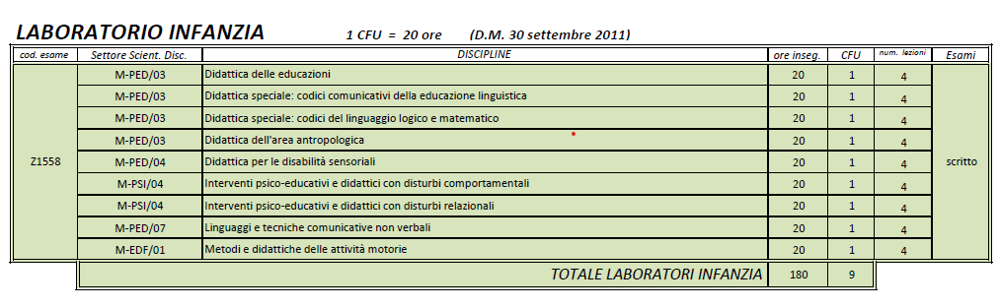 LABORATORIO INFANZIA 1 CFU = 20 ore (D.M. 30 settembre 2011)
cod. esame Settore Scient. Disc. DISCIPLINE ore inseg. CFU num. lezioni Esami
M-PED/03 Didattica delle educazioni 20 1 4
M-PED/03 Didattica speciale: codici comunicativi della educazione linguistica 20 1 4
M-PED/03 Didattica speciale: codici del linguaggio logico e matematico 20 1 4
M-PED/03 Didattica dell'area antropologica 20 1 4
Z1558 M-PED/04 Didattica per le disabilità sensoriali 20 1 4 scritto
M-PSI/04 Interventi psico-educativi e didattici con disturbi comportamentali 20 1 4
M-PSI/04 Interventi psico-educativi e didattici con disturbi relazionali 20 1 4
M-PED/07 Linguaggi e tecniche comunicative non verbali 20 1 4
M-EDF/01 Metodi e didattiche delle attività motorie 20 1 4
TOTALE LABORATORI INFANZIA 180 9